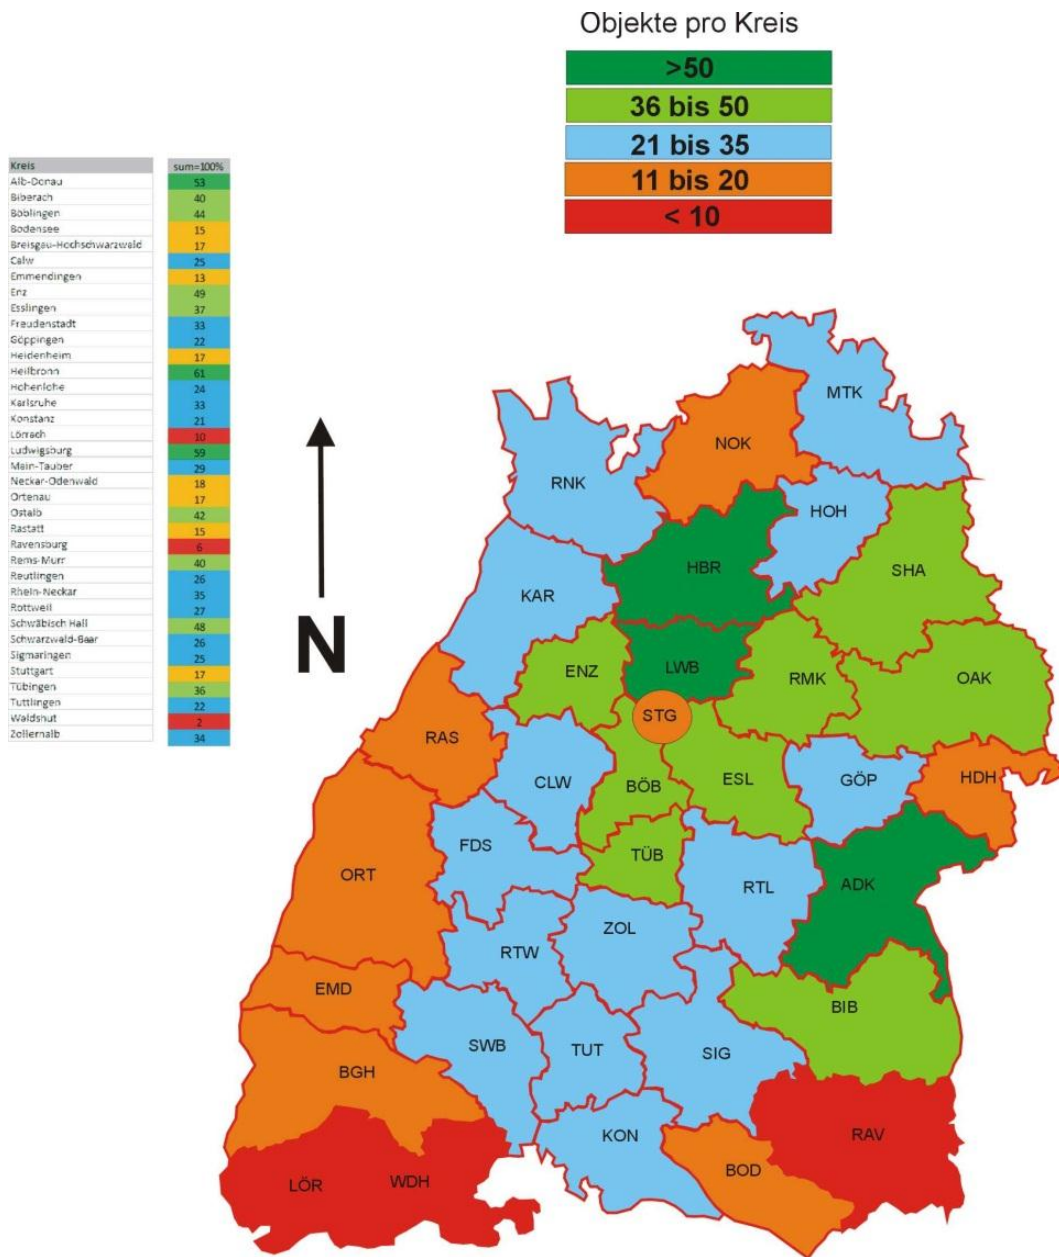 Objekte pro Kreis
>50
36 bis 50
21 bis 35
11 bis 20
< 10
Kreis sum=100%
Alb-Donau 53
Biberach 40
Böblingen 44
Bodensee 15
Breisgau-Hochschwarzwald 17
Calw 25
Emmendingen 13
Enz 49
Esslingen 37
Freudenstadt 33
Göppingen 22
Heidenheim 17
Heilbronn 61
Hohenlohe 24
Karlsruhe 33
Konstanz 21
Lörrach 10
Ludwigsburg 59
Main-Tauber 29
Neckar-Odenwald 18
Ortenau 17
Ostalb 42
Rastatt 15
Ravensburg 6
Rems-Murr 40
Reutlingen 26
Rhein-Neckar 35
Rottweil 27
Schwäbisch Hall 48
Schwarzwald-Baar 26
Sigmaringen 25
Stuttgart 17
Tübingen 36
Tuttlingen 22
Waldshut 2
Zollernalb 34
N
MTK
NOK
RNK
HOH
HBR
SHA
KAR
ENZ
LWB
RMK
OAK
STG
RAS
CLW
BÖB
ESL
GÖP
HDH
FDS
TÜB
ORT
RTL
ADK
ZOL
RTW
EMD
BIB
SWB
TUT
SIG
BGH
KON
RAV
BOD
LÖR
WDH